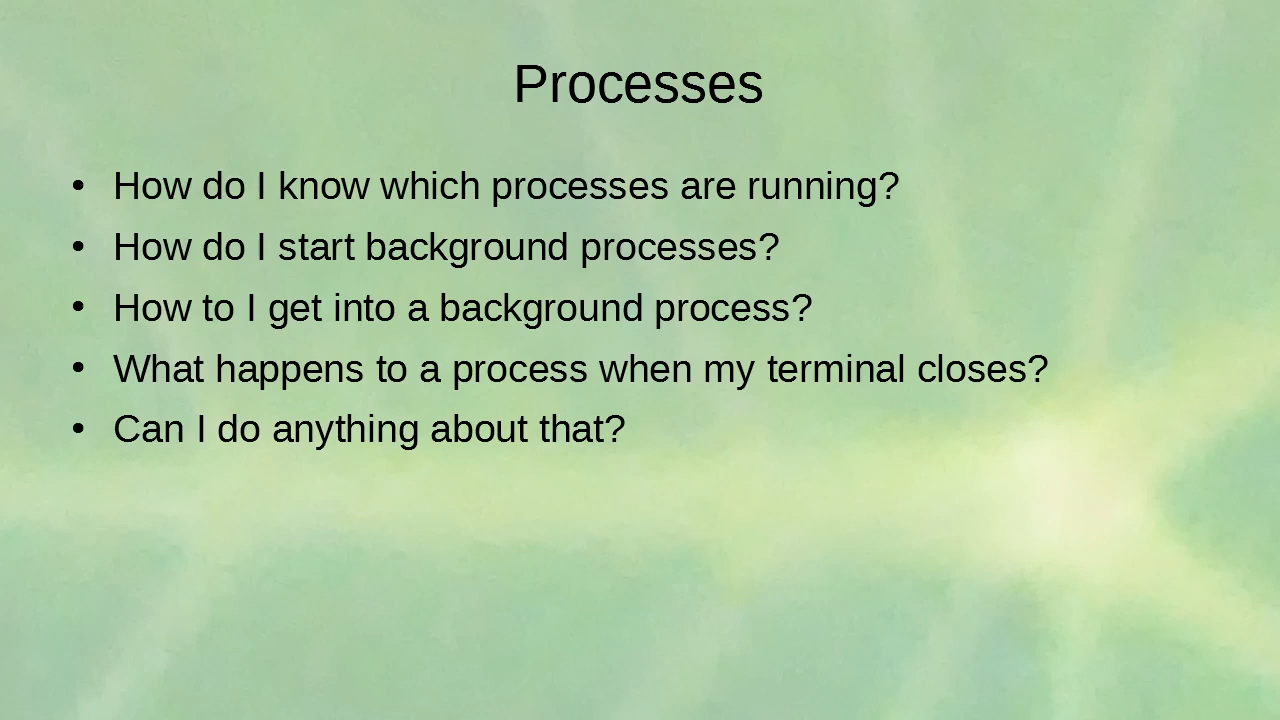 Processes
• How do I know which processes are running?
• How do I start background processes?
• How to I get into a background process?
• What happens to a process when my terminal closes?
• Can I do anything about that?